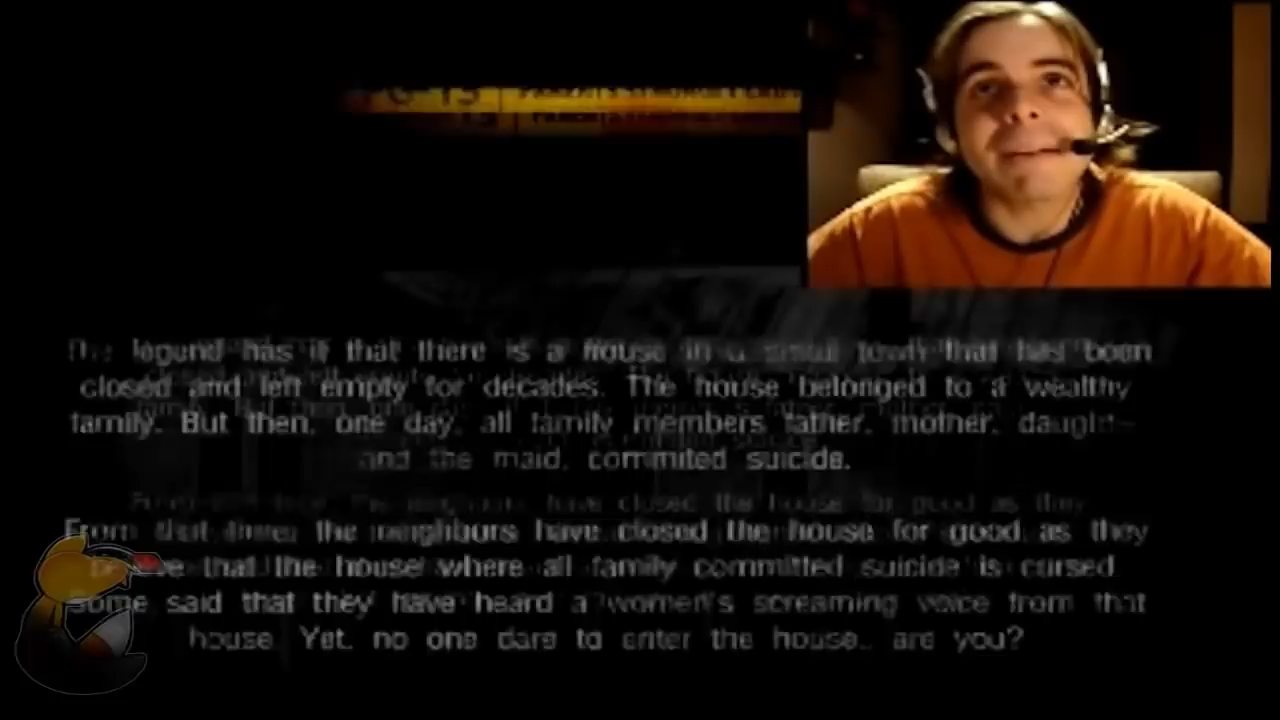 The legend has it that there is a house in a small town that has been
closed and left empty for decades. The house belonged to a wealthy
family. But then, one day, all family members father, mother,
and the maid, commited suicide.
From that time, the neighburs have closed the house for good as they
that the house where all family committed suicide is cursed
Some said that they have heard a women's screaming voice from that
house. Yet, no one dare to enter the house.. are you?